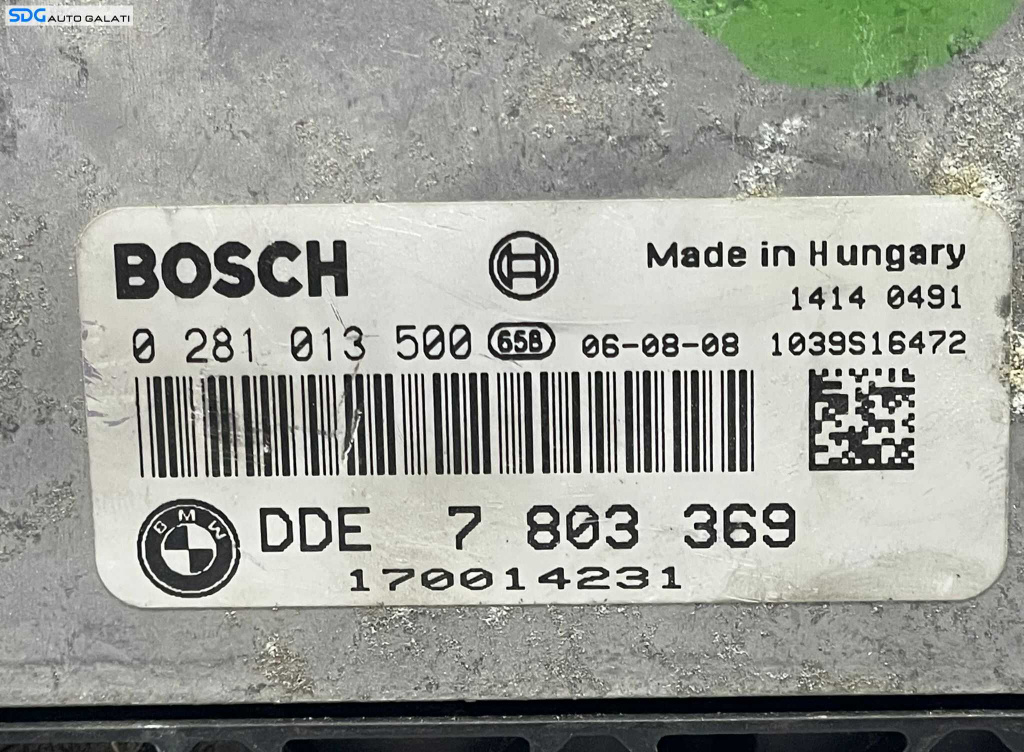 SDG AUTO GALATI
BOSCH
Made in Hungary
1414 0491
0 281 013 500 65B 06-08-08 1039S16472
BMW DDE 7 803 369
170014231